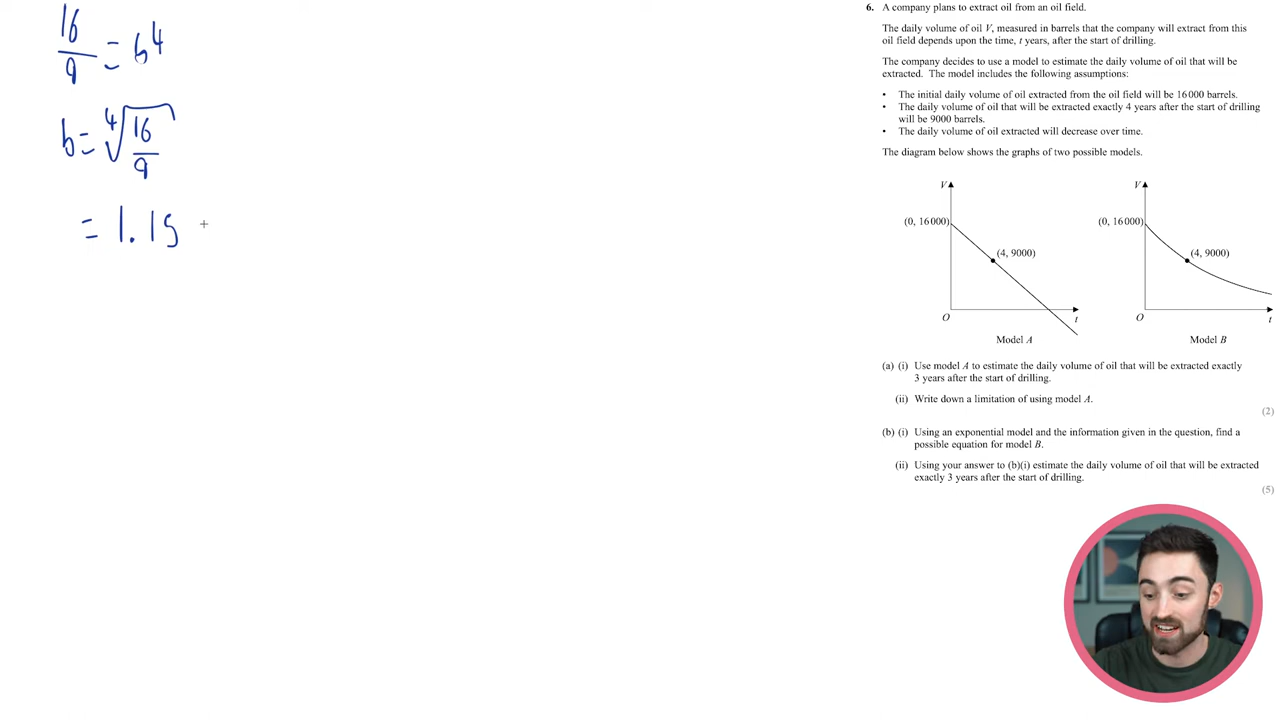 16
9
= b4
b = 4√16
9
= 1.15
6. A company plans to extract oil from an oil field.
The daily volume of oil V, measured in barrels that the company will extract from this
oil field depends upon the time, t years, after the start of drilling.
The company decides to use a model to estimate the daily volume of oil that will be
extracted. The model includes the following assumptions:
• The initial daily volume of oil extracted from the oil field will be 16 000 barrels.
• The daily volume of oil that will be extracted exactly 4 years after the start of drilling
will be 9000 barrels.
• The daily volume of oil extracted will decrease over time.
The diagram below shows the graphs of two possible models.
V
(0, 16 000)
(4, 9000)
O
t
Model A
V
(0, 16 000)
(4, 9000)
O
t
Model B
(a) (i) Use model A to estimate the daily volume of oil that will be extracted exactly
3 years after the start of drilling.
(ii) Write down a limitation of using model A.
(2)
(b) (i) Using an exponential model and the information given in the question, find a
possible equation for model B.
(ii) Using your answer to (b)(i) estimate the daily volume of oil that will be extracted
exactly 3 years after the start of drilling.
(5)